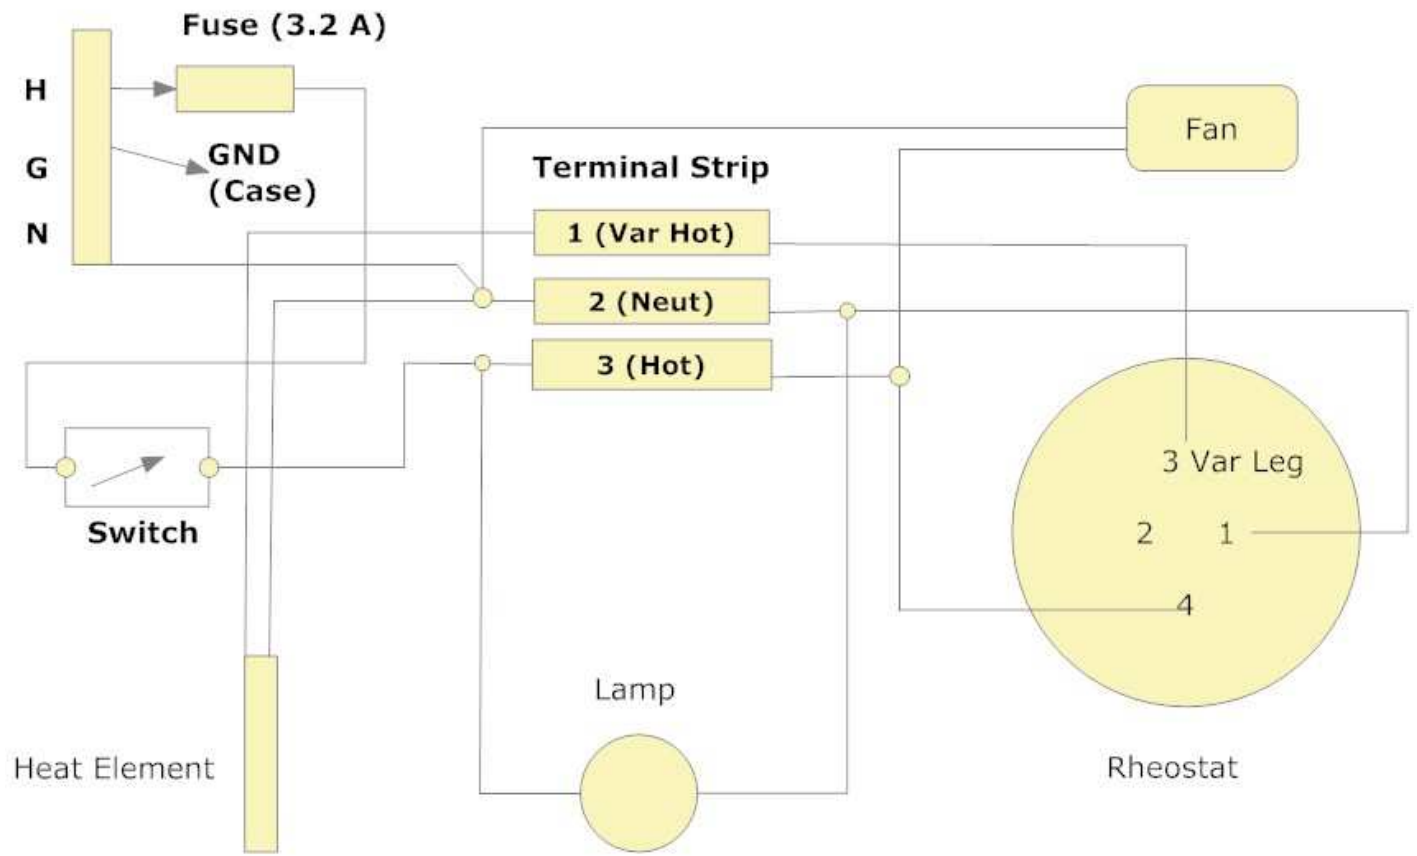 Fuse (3.2 A)
H
G
N
GND
(Case)
Fan
Terminal Strip
1 (Var Hot)
2 (Neut)
3 (Hot)
Switch
3 Var Leg
2 1
4
Lamp
Heat Element
Rheostat